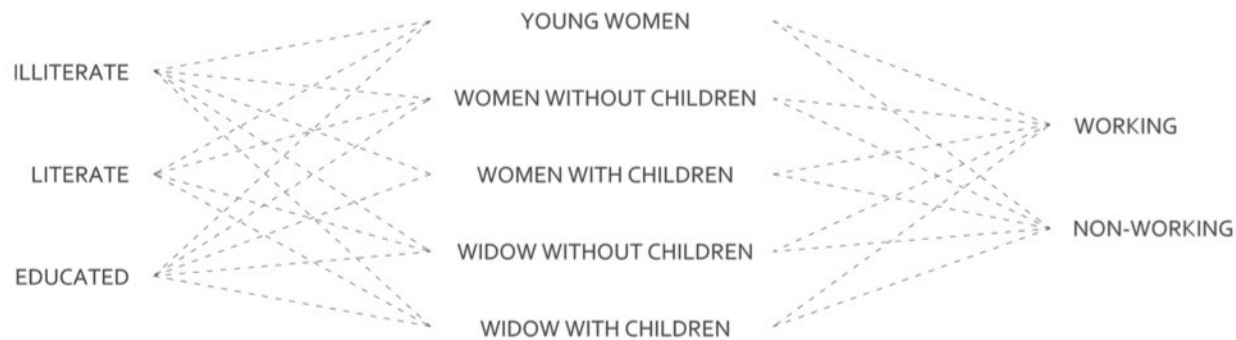 ILLITERATE
LITERATE
EDUCATED
YOUNG WOMEN
WOMEN WITHOUT CHILDREN
WOMEN WITH CHILDREN
WIDOW WITHOUT CHILDREN
WIDOW WITH CHILDREN
WORKING
NON-WORKING